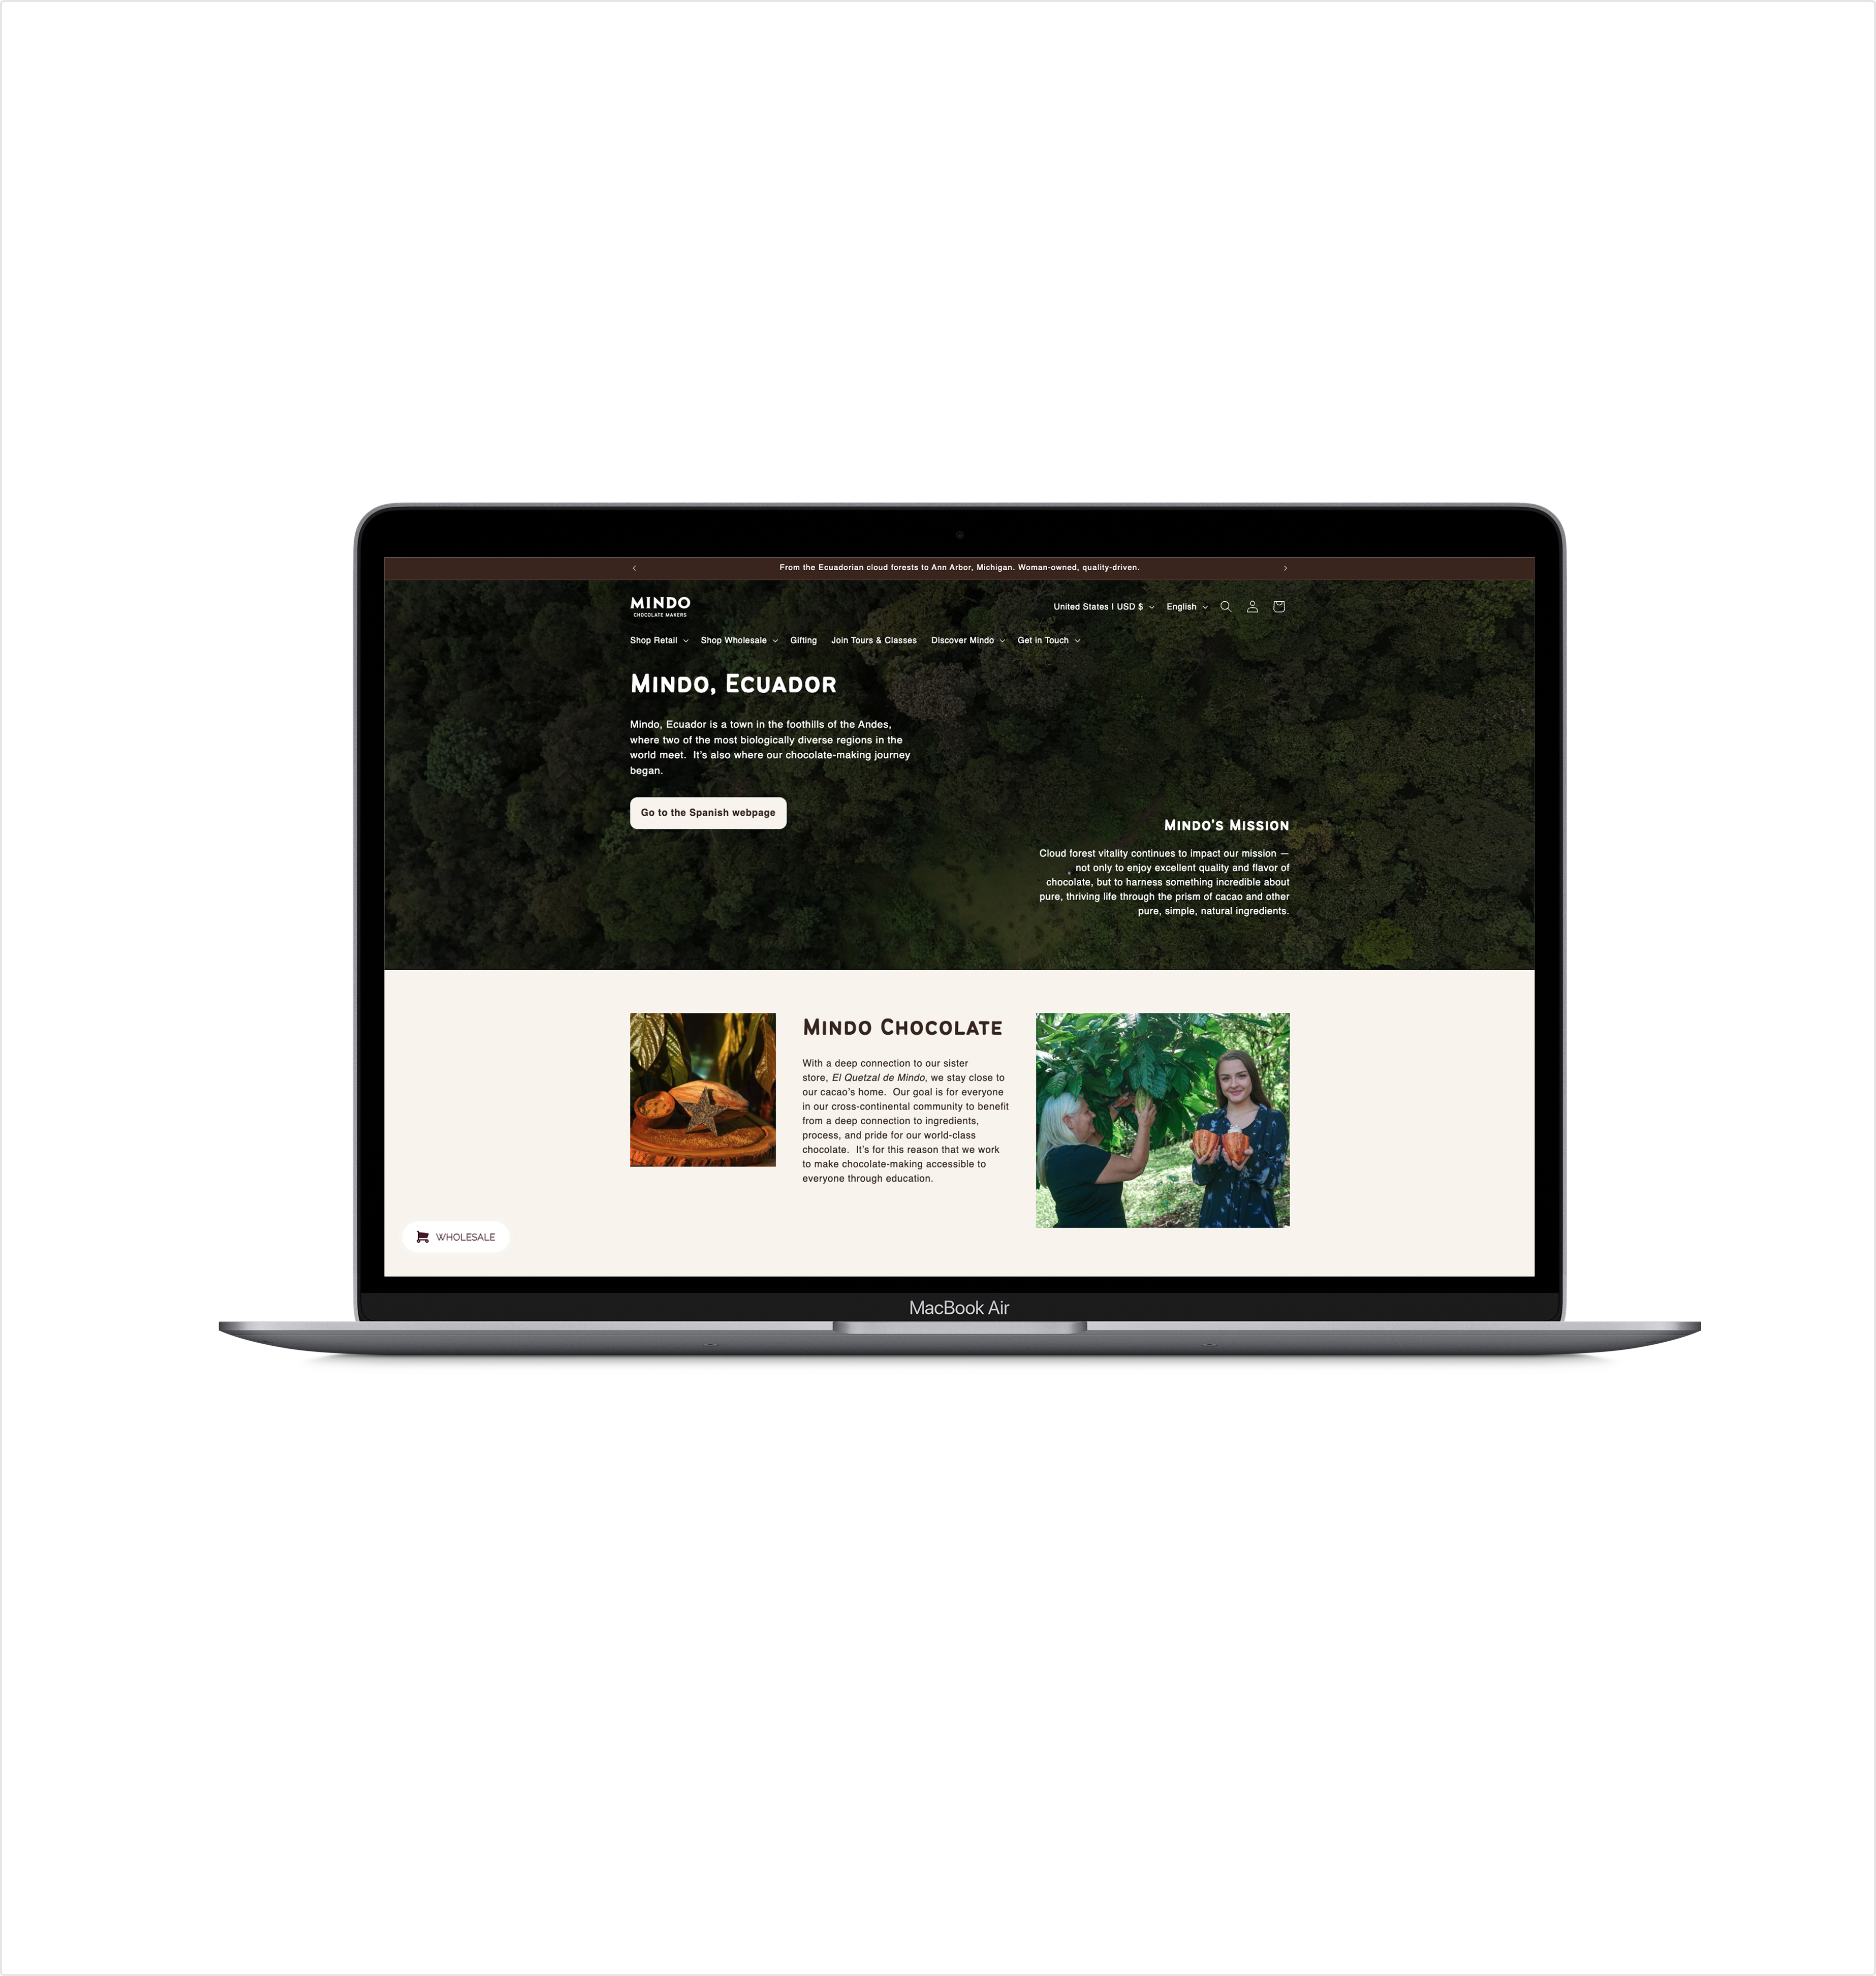 From the Ecuadorian cloud forests to Ann Arbor, Michigan. Woman-owned, quality-driven.
MINDO
CHOCOLATE MAKERS
United States | USD $
English
Shop Retail
Shop Wholesale
Gifting
Join Tours & Classes
Discover Mindo
Get in Touch
Mindo, Ecuador
Mindo, Ecuador is a town in the foothills of the Andes,
where two of the most biologically diverse regions in the
world meet.  It's also where our chocolate-making journey
began.
Go to the Spanish webpage
Mindo's Mission
Cloud forest vitality continues to impact our mission —
not only to enjoy excellent quality and flavor of
chocolate, but to harness something incredible about
pure, thriving life through the prism of cacao and other
pure, simple, natural ingredients.
Mindo Chocolate
With a deep connection to our sister
store, El Quetzal de Mindo, we stay close to
our cacao's home.  Our goal is for everyone
in our cross-continental community to benefit
from a deep connection to ingredients,
process, and pride for our world-class
chocolate.  It's for this reason that we work
to make chocolate-making accessible to
everyone through education.
WHOLESALE
MacBook Air